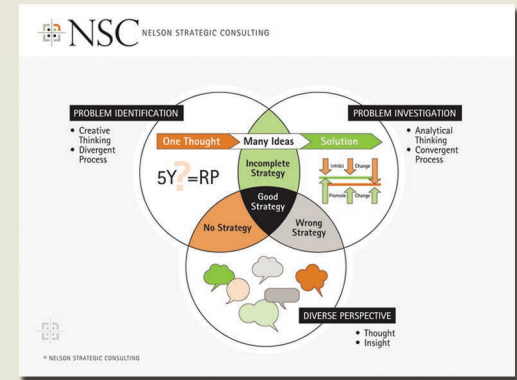 NSC NELSON STRATEGIC CONSULTING
PROBLEM IDENTIFICATION
• Creative
Thinking
• Divergent
Process
PROBLEM INVESTIGATION
• Analytical
Thinking
• Convergent
Process
One Thought
Many Ideas
Solution
5Y?=RP
Incomplete
Strategy
Inhibit Change
Promote Change
Good
Strategy
No Strategy
Wrong
Strategy
DIVERSE PERSPECTIVE
• Thought
• Insight
© NELSON STRATEGIC CONSULTING